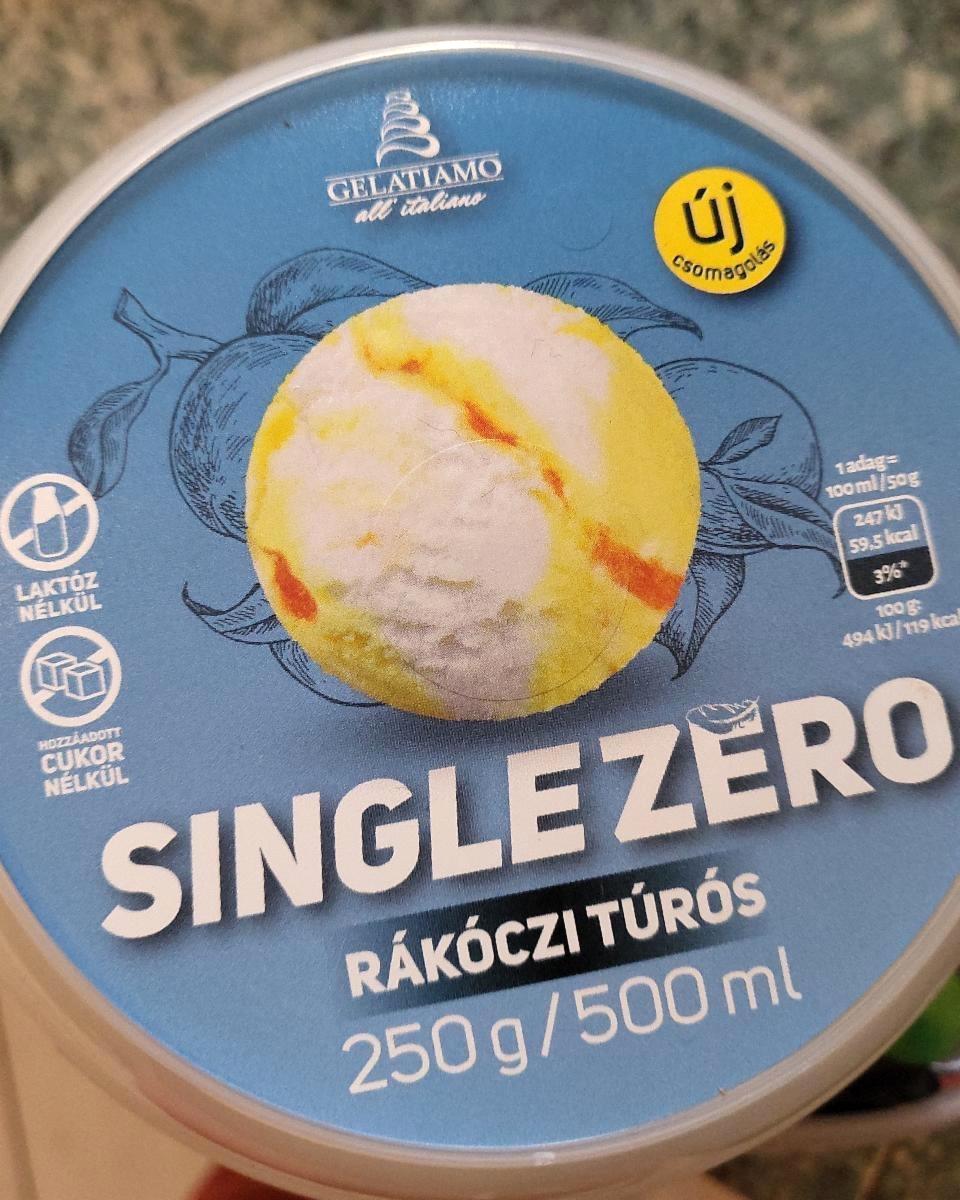 GELATIAMO
all' italiano
új
csomagolás
1 adag=
100 ml/50 g
247 kJ
59.5 kcal
3%*
100 g:
494 kJ/119 kcal
LAKTÓZ
NÉLKÜL
HOZZÁADOTT
CUKOR
NÉLKÜL
SINGLE ZERO
RÁKÓCZI TÚRÓS
250 g/500 ml